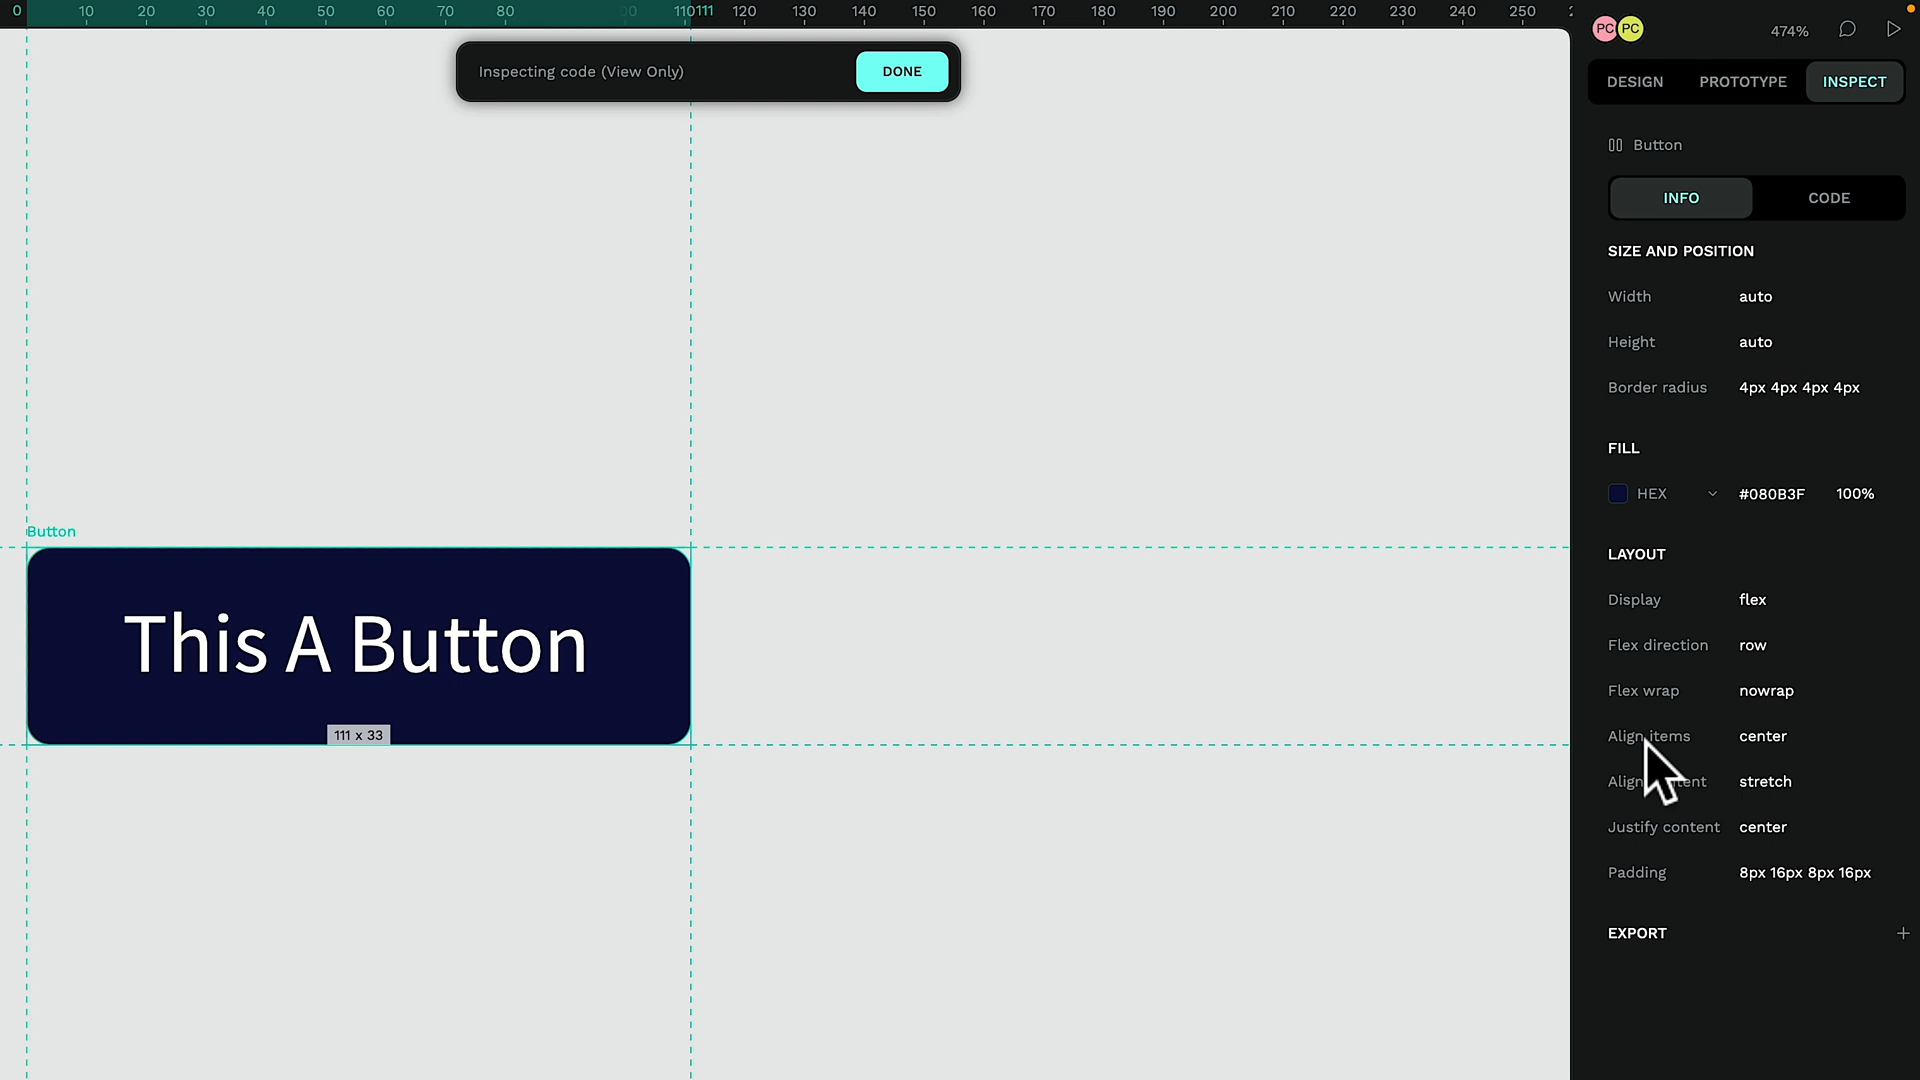 0 10 20 30 40 50 60 70 80 110 111 120 130 140 150 160 170 180 190 200 210 220 230 240 250
PC PC 474%
Inspecting code (View Only) DONE
DESIGN PROTOTYPE INSPECT
Button
INFO CODE
SIZE AND POSITION
Width auto
Height auto
Border radius 4px 4px 4px 4px
FILL
HEX #080B3F 100%
Button
LAYOUT
Display flex
This A Button
Flex direction row
Flex wrap nowrap
111 x 33
Align items center
Align stretch
Justify content center
Padding 8px 16px 8px 16px
EXPORT